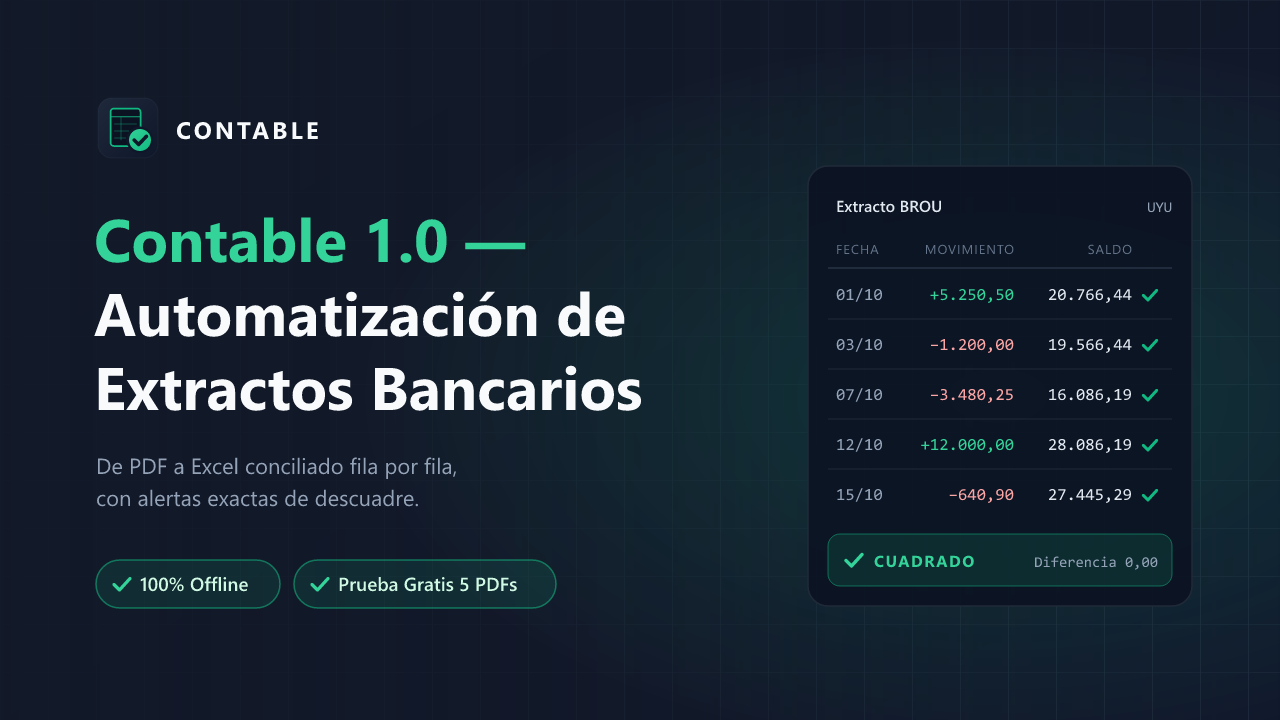 CONTABLE
Contable 1.0 —
Automatización de
Extractos Bancarios
De PDF a Excel conciliado fila por fila,
con alertas exactas de descuadre.
100% Offline
Prueba Gratis 5 PDFs
Extracto BROU UYU
FECHA MOVIMIENTO SALDO
01/10 +5.250,50 20.766,44
03/10 −1.200,00 19.566,44
07/10 −3.480,25 16.086,19
12/10 +12.000,00 28.086,19
15/10 −640,90 27.445,29
CUADRADO Diferencia 0,00